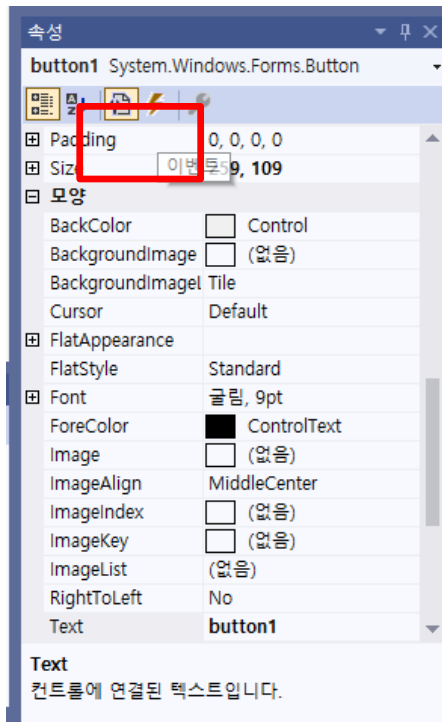 속성
button1 System.Windows.Forms.Button
Padding 0, 0, 0, 0
이벤트
9, 109
모양
BackColor Control
BackgroundImage (없음)
BackgroundImageL Tile
Cursor Default
FlatAppearance
FlatStyle Standard
Font 굴림, 9pt
ForeColor ControlText
Image (없음)
ImageAlign MiddleCenter
ImageIndex (없음)
ImageKey (없음)
ImageList (없음)
RightToLeft No
Text button1
Text
컨트롤에 연결된 텍스트입니다.